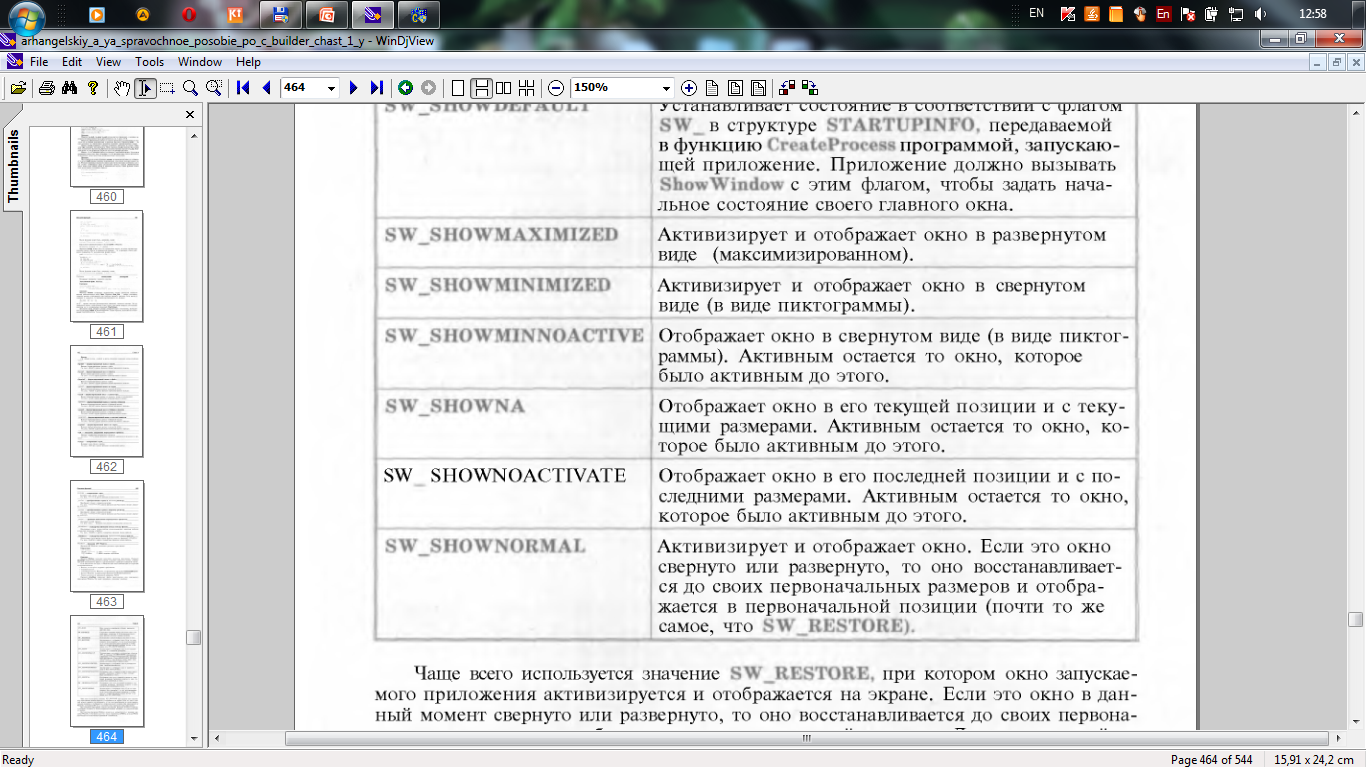 EN
En
12:58
arhangelskiy_a_ya_spravochnoe_posobie_po_c_builder_chast_1_y - WinDjView
File Edit View Tools Window Help
464
150%
Thumbnails
460
461
462
463
464
SW_SHOWDEFAULT
Устанавливает состояние в соответствии с флагом
SW_ в структуре STARTUPINFO, передаваемой
в функцию CreateProcess программой, запускаю-
щей приложение. Приложение должно вызывать
ShowWindow с этим флагом, чтобы задать нача-
льное состояние своего главного окна.
SW_SHOWMAXIMIZED
Активизирует и отображает окно в развернутом
виде (максимизированном).
SW_SHOWMINIMIZED
Активизирует и отображает окно в свернутом
виде (в виде пиктограммы).
SW_SHOWMINNOACTIVE
Отображает окно в свернутом виде (в виде пиктог-
раммы). Активным остается то окно, которое
было активным до этого.
SW_SHOWNA
Отображает окно в его текущей позиции и с теку-
щими размерами. Активным остается то окно, ко-
торое было активным до этого.
SW_SHOWNOACTIVATE
Отображает окно в его последней позиции и с по-
следними размерами. Активным остается то окно,
которое было активным до этого.
SW_SHOWNORMAL
Активизирует и отображает окно. Если это окно
свернуто или развернуто, то оно восстанавливает-
ся до своих первоначальных размеров и отобра-
жается в первоначальной позиции (почти то же
самое, что SW_RESTORE).
Чаще всего используется значение при котором окно запускае-
мого приложения активизируется и отображается на экране. Если это окно в дан-
ный момент свернуто или развернуто, то оно восстанавливается до своих первона-
Ready
Page 464 of 544
15,91 x 24,2 cm